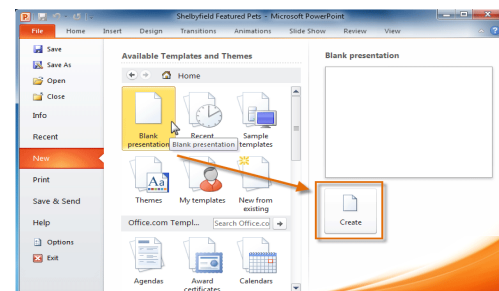 Shelbyfield Featured Pets - Microsoft PowerPoint
File Home Insert Design Transitions Animations Slide Show Review View
Save
Save As
Open
Close
Info
Recent
New
Print
Save & Send
Help
Options
Exit
Available Templates and Themes
Home
Blank presentation
Recent
Sample templates
Blank presentation
Themes
My templates
New from existing
Office.com Templ...
Search Office.co
Agendas
Award certificates
Calendars
Blank presentation
Create